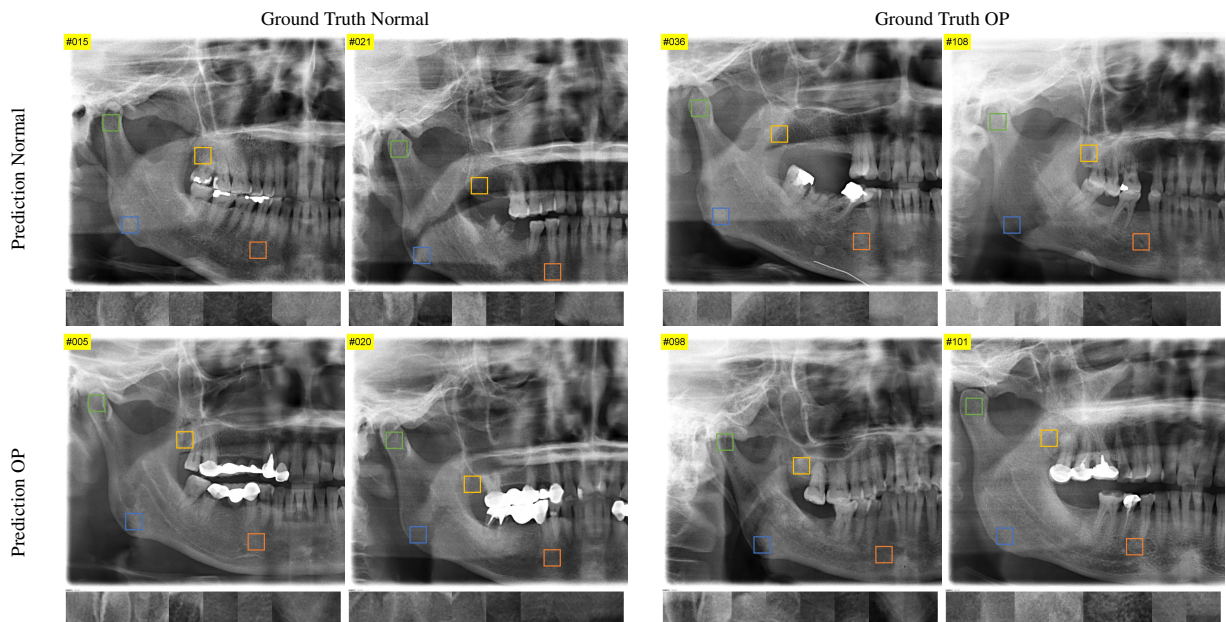 Ground Truth Normal
Ground Truth OP
Prediction Normal
#015
#021
#036
#108
Prediction OP
#005
#020
#098
#101